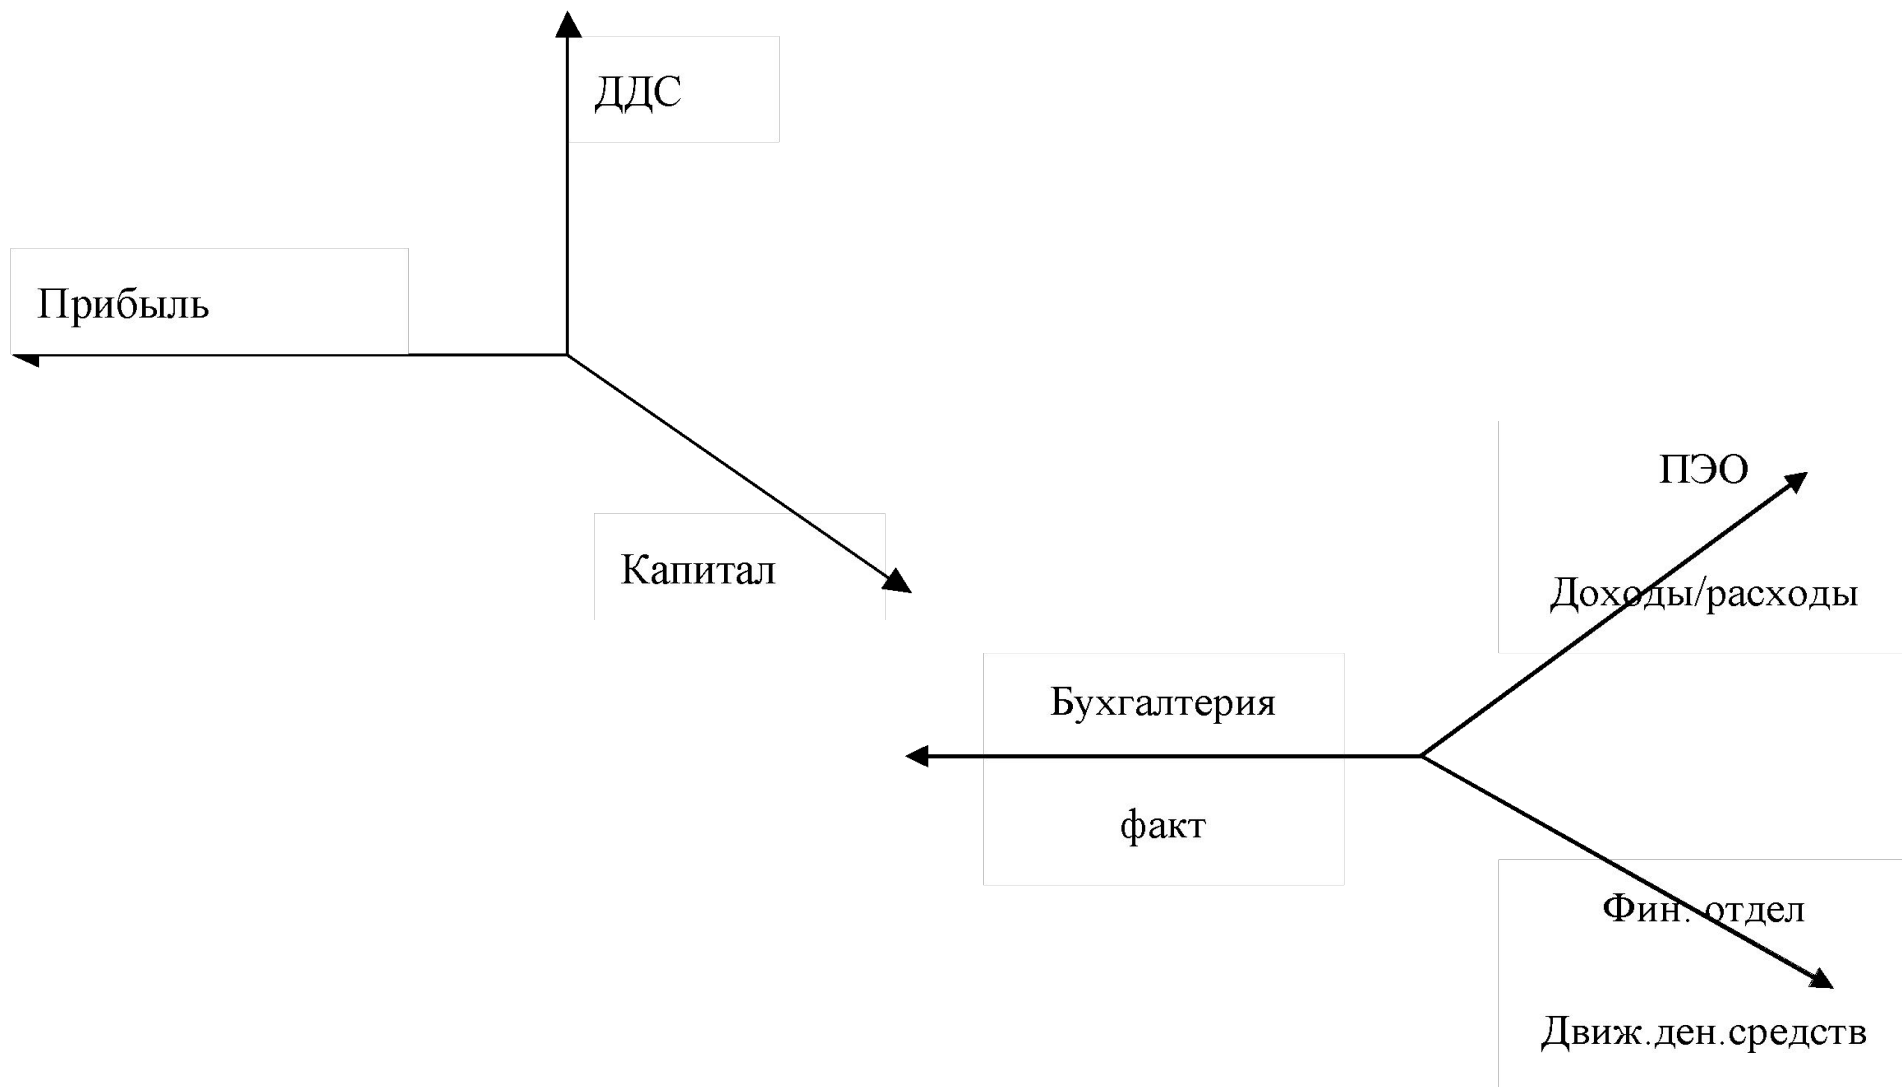 ДДС
Прибыль
Капитал
ПЭО
Доходы/расходы
Бухгалтерия
факт
Фин. отдел
Движ.ден.средств